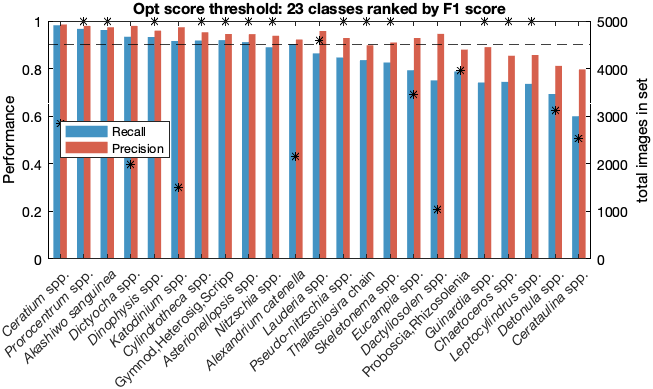 Opt score threshold: 23 classes ranked by F1 score
Performance
1
0.8
0.6
0.4
0.2
0
Recall
Precision
5000
4000
3000
2000
1000
0
total images in set
Ceratium spp.
Prorocentrum spp.
Akashiwo sanguinea
Dictyocha spp.
Dinophysis spp.
Katodinium spp.
Cylindrotheca spp.
Gymnod,Heterosig,Scripp
Asterionellopsis spp.
Nitzschia spp.
Alexandrium catenella
Lauderia spp.
Pseudo-nitzschia spp.
Thalassiosira chain
Skeletonema spp.
Eucampia spp.
Dactyliosolen spp.
Proboscia,Rhizosolenia
Guinardia spp.
Chaetoceros spp.
Leptocylindrus spp.
Detonula spp.
Cerataulina spp.